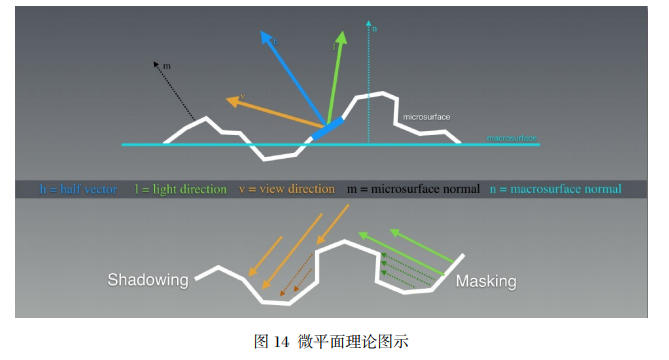 n
h
l
m
v
microsurface
macrosurface
h = half vector l = light direction v = view direction m = microsurface normal n = macrosurface normal
Shadowing Masking
图 14 微平面理论图示